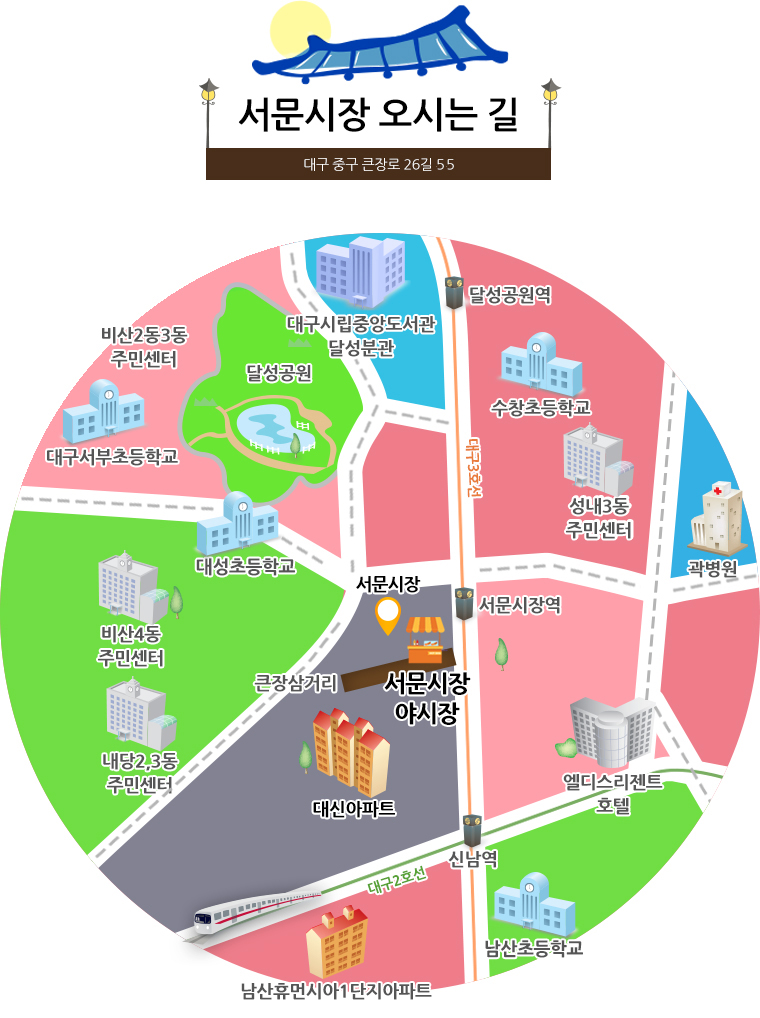 서문시장 오시는 길
대구 중구 큰장로 26길 55
달성공원역
대구시립중앙도서관
달성분관
비산2동3동
주민센터
달성공원
수창초등학교
대구서부초등학교
대구3호선
성내3동
주민센터
대성초등학교
곽병원
서문시장
서문시장역
비산4동
주민센터
큰장삼거리
서문시장
야시장
내당2,3동
주민센터
엘디스리젠트
호텔
대신아파트
신남역
대구2호선
남산초등학교
남산휴먼시아1단지아파트